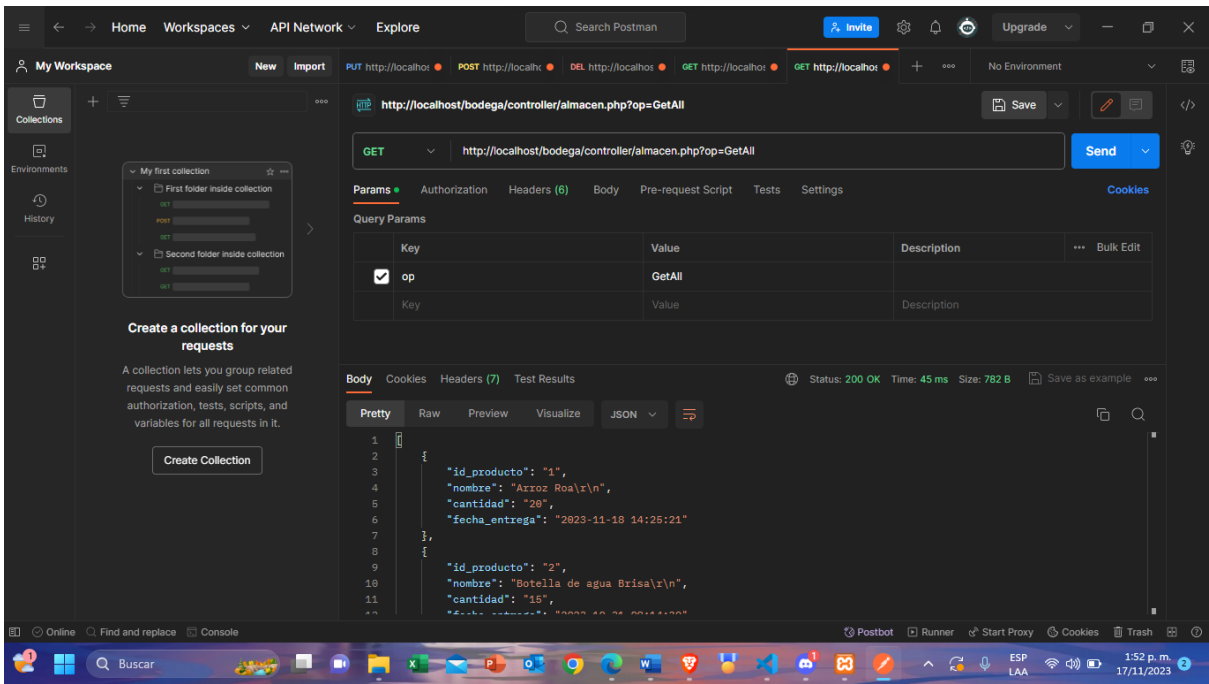 Home Workspaces API Network Explore Search Postman Invite Upgrade
My Workspace New Import PUT http://localhos POST http://localhc DEL http://localhos GET http://localhos GET http://localhos No Environment
Collections
Environments
History
My first collection
First folder inside collection
GET
POST
GET
Second folder inside collection
GET
GET
Create a collection for your
requests
A collection lets you group related
requests and easily set common
authorization, tests, scripts, and
variables for all requests in it.
Create Collection
HTTP http://localhost/bodega/controller/almacen.php?op=GetAll Save
GET http://localhost/bodega/controller/almacen.php?op=GetAll Send
Params Authorization Headers (6) Body Pre-request Script Tests Settings Cookies
Query Params
Key Value Description Bulk Edit
op GetAll
Key Value Description
Body Cookies Headers (7) Test Results Status: 200 OK Time: 45 ms Size: 782 B Save as example
Pretty Raw Preview Visualize JSON
1 [
2 {
3 "id_producto": "1",
4 "nombre": "Arroz Roa\r\n",
5 "cantidad": "20",
6 "fecha_entrega": "2023-11-18 14:25:21"
7 },
8 {
9 "id_producto": "2",
10 "nombre": "Botella de agua Brisa\r\n",
11 "cantidad": "15",
Online Find and replace Console Postbot Runner Start Proxy Cookies Trash
1 Buscar ESP LAA 1:52 p. m. 17/11/2023 2